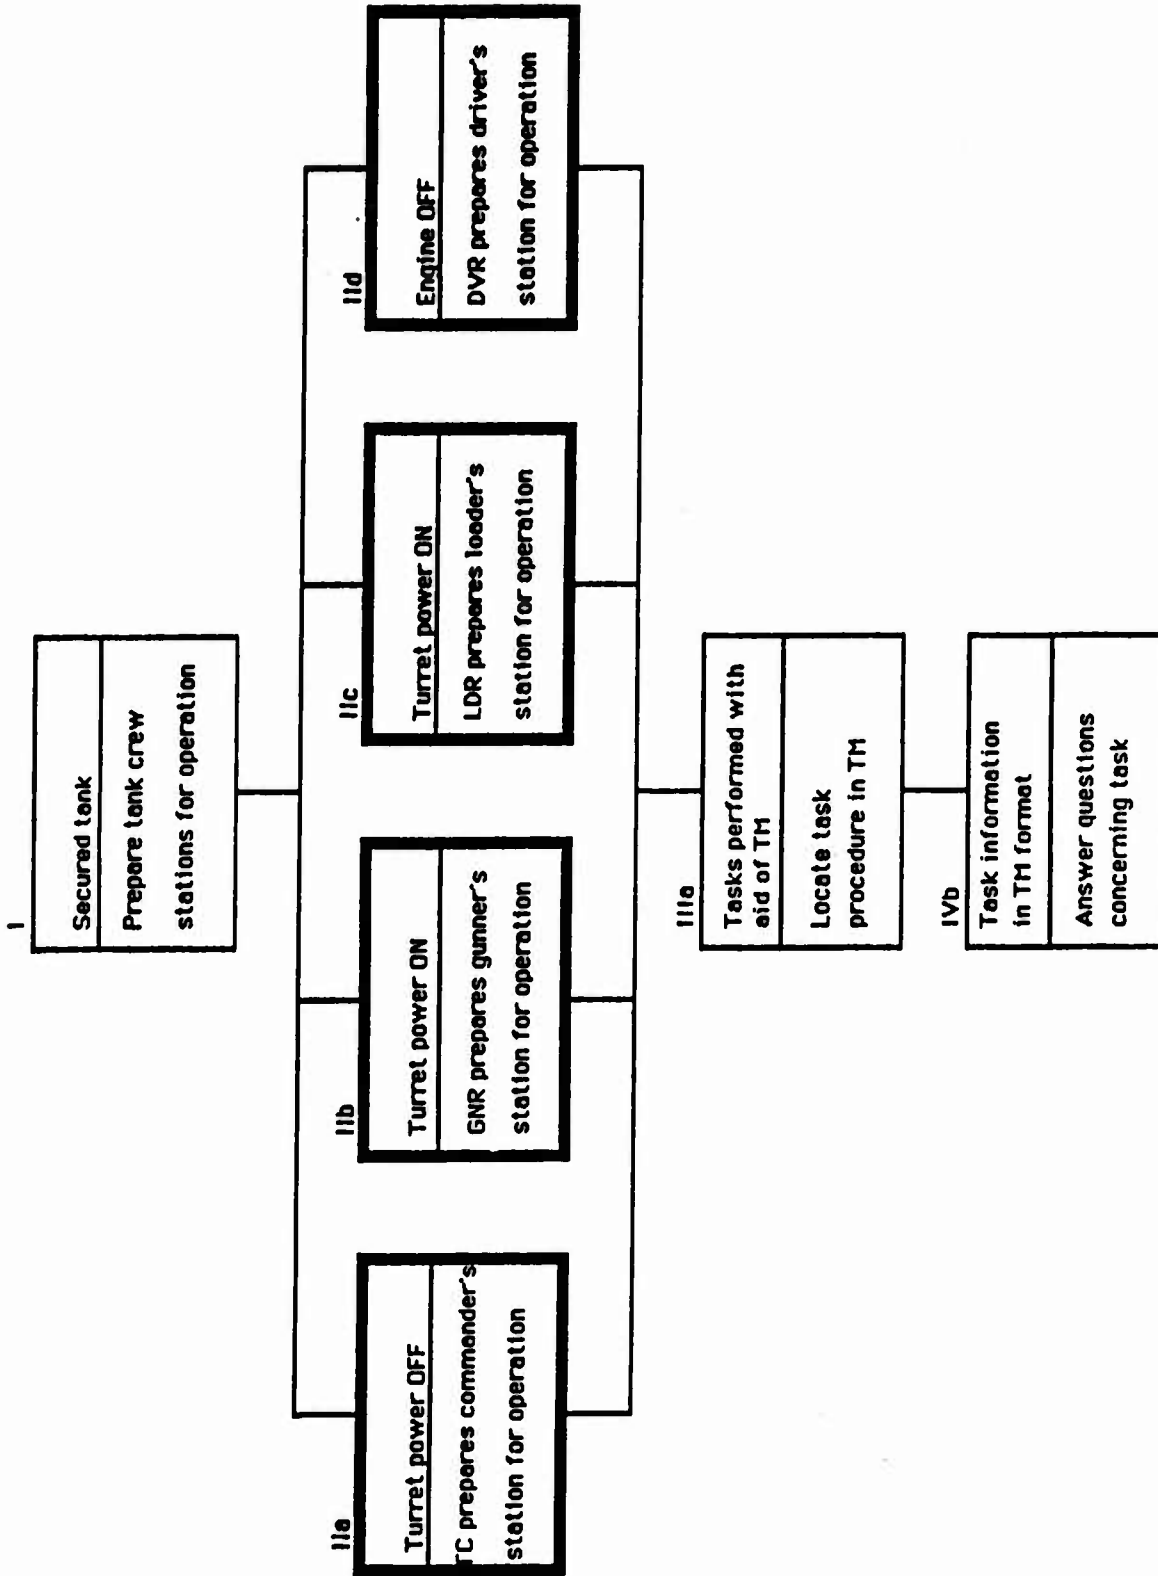 I
Secured tank
Prepare tank crew
stations for operation
IIa
Turret power OFF
TC prepares commander's
station for operation
IIb
Turret power ON
GNR prepares gunner's
station for operation
IIc
Turret power ON
LDR prepares loader's
station for operation
IId
Engine OFF
DVR prepares driver's
station for operation
IIIa
Tasks performed with
aid of TM
Locate task
procedure in TM
IVb
Task information
in TM format
Answer questions
concerning task